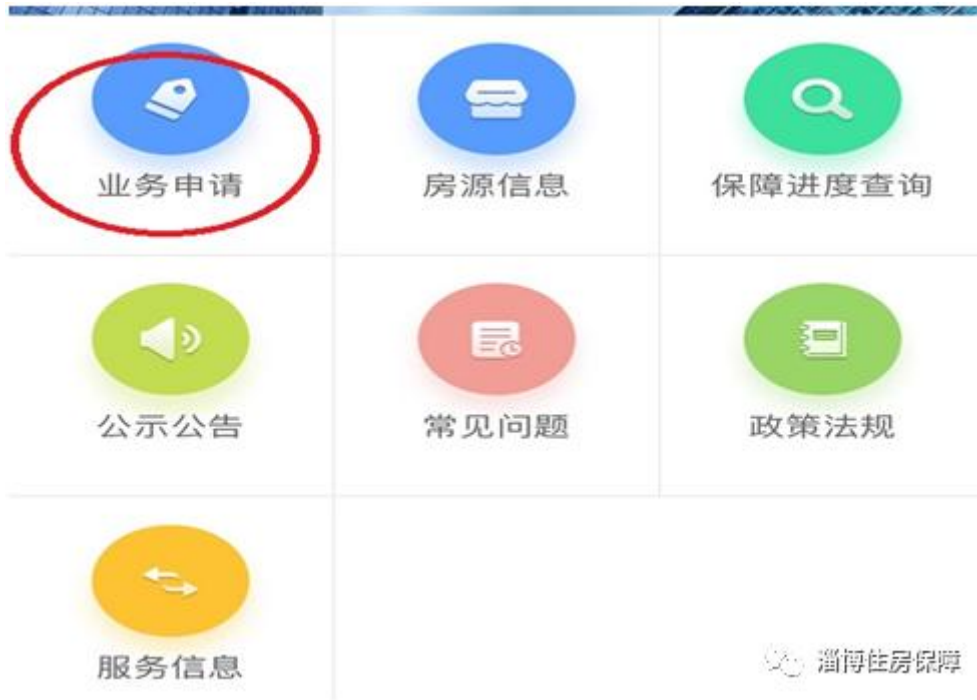 业务申请
房源信息
保障进度查询
公示公告
常见问题
政策法规
服务信息
淄博住房保障